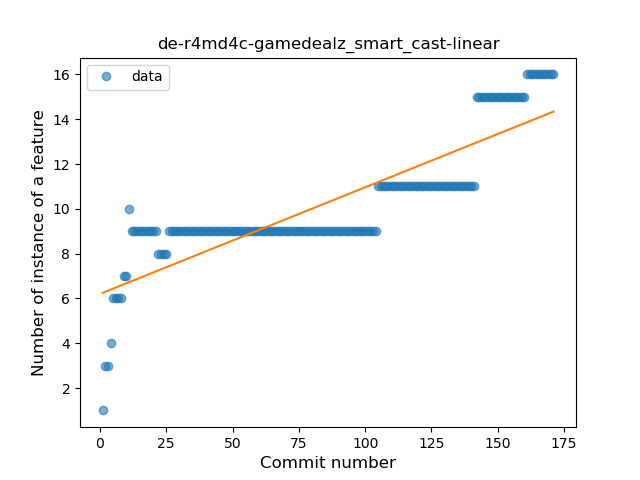 de-r4md4c-gamedealz_smart_cast-linear
data
Number of instance of a feature
16
14
12
10
8
6
4
2
0 25 50 75 100 125 150 175
Commit number